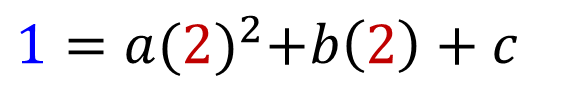 1 = a(2)²+b(2) + c